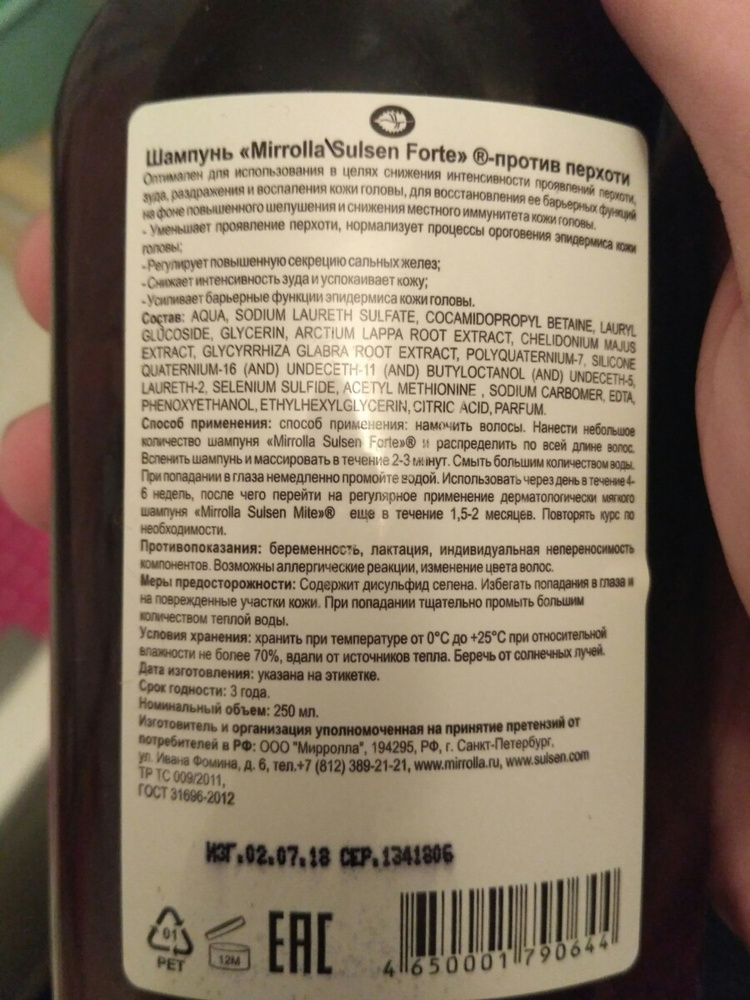 Шампунь «Mirrolla\Sulsen Forte» ®-против перхоти
Оптимален для использования в целях снижения интенсивности проявлений перхоти,
зуда, раздражения и воспаления кожи головы, для восстановления ее барьерных функций
на фоне повышенного шелушения и снижения местного иммунитета кожи головы.
- Уменьшает проявление перхоти, нормализует процессы ороговения эпидермиса кожи
головы;
-Регулирует повышенную секрецию сальных желез;
-Снижает интенсивность зуда и успокаивает кожу;
-Усиливает барьерные функции эпидермиса кожи головы.
Состав: AQUA, SODIUM LAURETH SULFATE, COCAMIDOPROPYL BETAINE, LAURYL
GLUCOSIDE, GLYCERIN, ARCTIUM LAPPA ROOT EXTRACT, CHELIDONIUM MAJUS
EXTRACT, GLYCYRRHIZA GLABRA ROOT EXTRACT, POLYQUATERNIUM-7, SILICONE
QUATERNIUM-16 (AND) UNDECETH-11 (AND) BUTYLOCTANOL (AND) UNDECETH-5,
LAURETH-2, SELENIUM SULFIDE, ACETYL METHIONINE , SODIUM CARBOMER, EDTA,
PHENOXYETHANOL, ETHYLHEXYLGLYCERIN, CITRIC ACID, PARFUM.
Способ применения: способ применения: намочить волосы. Нанести небольшое
количество шампуня «Mirrolla Sulsen Forte»® и распределить по всей длине волос.
Вспенить шампунь и массировать в течение 2-3 минут. Смыть большим количеством воды.
При попадании в глаза немедленно промойте водой. Использовать через день в течение 4-
6 недель, после чего перейти на регулярное применение дерматологически мягкого
шампуня «Mirrolla Sulsen Mite»® еще в течение 1,5-2 месяцев. Повторять курс по
необходимости.
Противопоказания: беременность, лактация, индивидуальная непереносимость
компонентов. Возможны аллергические реакции, изменение цвета волос.
Меры предосторожности: Содержит дисульфид селена. Избегать попадания в глаза и
на поврежденные участки кожи. При попадании тщательно промыть большим
количеством теплой воды.
Условия хранения: хранить при температуре от 0°С до +25°С при относительной
влажности не более 70%, вдали от источников тепла. Беречь от солнечных лучей.
Дата изготовления: указана на этикетке.
Срок годности: 3 года.
Номинальный объем: 250 мл.
Изготовитель и организация уполномоченная на принятие претензий от
потребителей в РФ: ООО "Мирролла", 194295, РФ, г. Санкт-Петербург,
ул. Ивана Фомина, д. 6, тел.+7 (812) 389-21-21, www.mirrolla.ru, www.sulsen.com
ТР ТС 009/2011,
ГОСТ 31696-2012
ИЗГ.02.07.18 СЕР.1341806
01
PET
12M
EAC
4 650001 790644